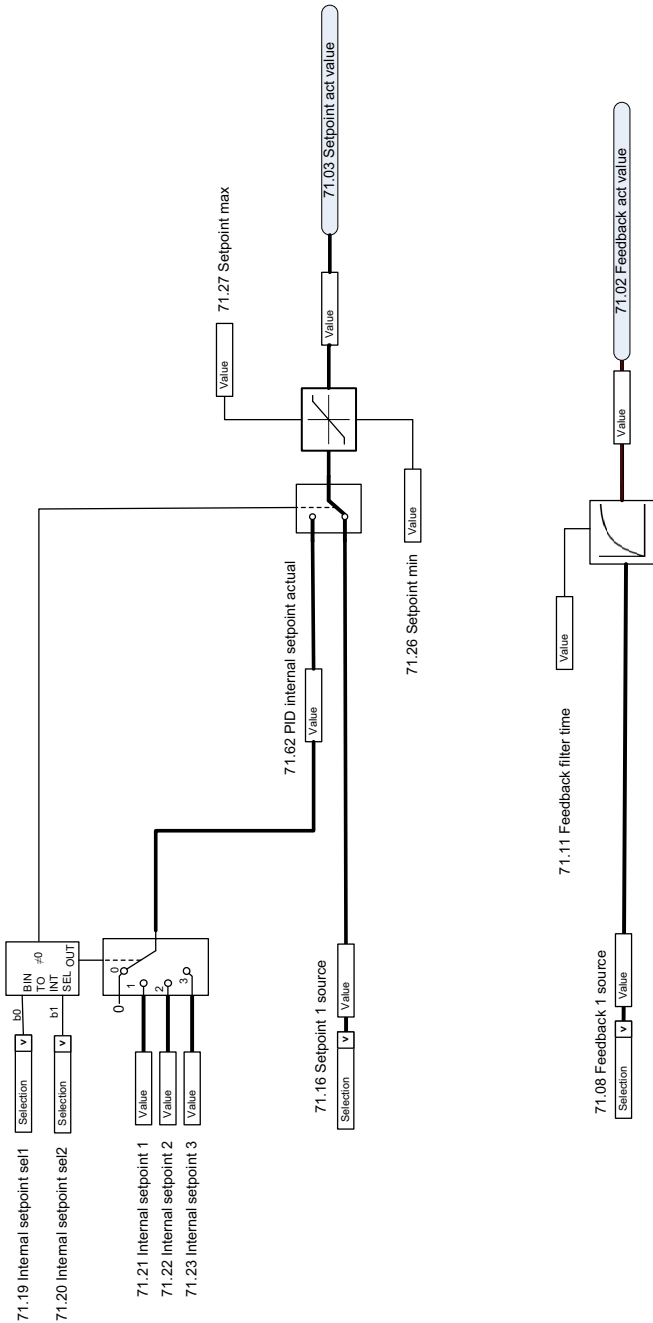 71.19 Internal setpoint sel1
Selection
v
b0
71.20 Internal setpoint sel2
Selection
v
b1
BIN
TO
INT
SEL
≠0
OUT
71.21 Internal setpoint 1
Value
71.22 Internal setpoint 2
Value
71.23 Internal setpoint 3
Value
0
0
1
2
3
71.62 PID internal setpoint actual
Value
71.16 Setpoint 1 source
Selection
v
Value
71.27 Setpoint max
Value
71.26 Setpoint min
Value
Value
71.03 Setpoint act value
71.11 Feedback filter time
Value
71.08 Feedback 1 source
Selection
v
Value
Value
71.02 Feedback act value